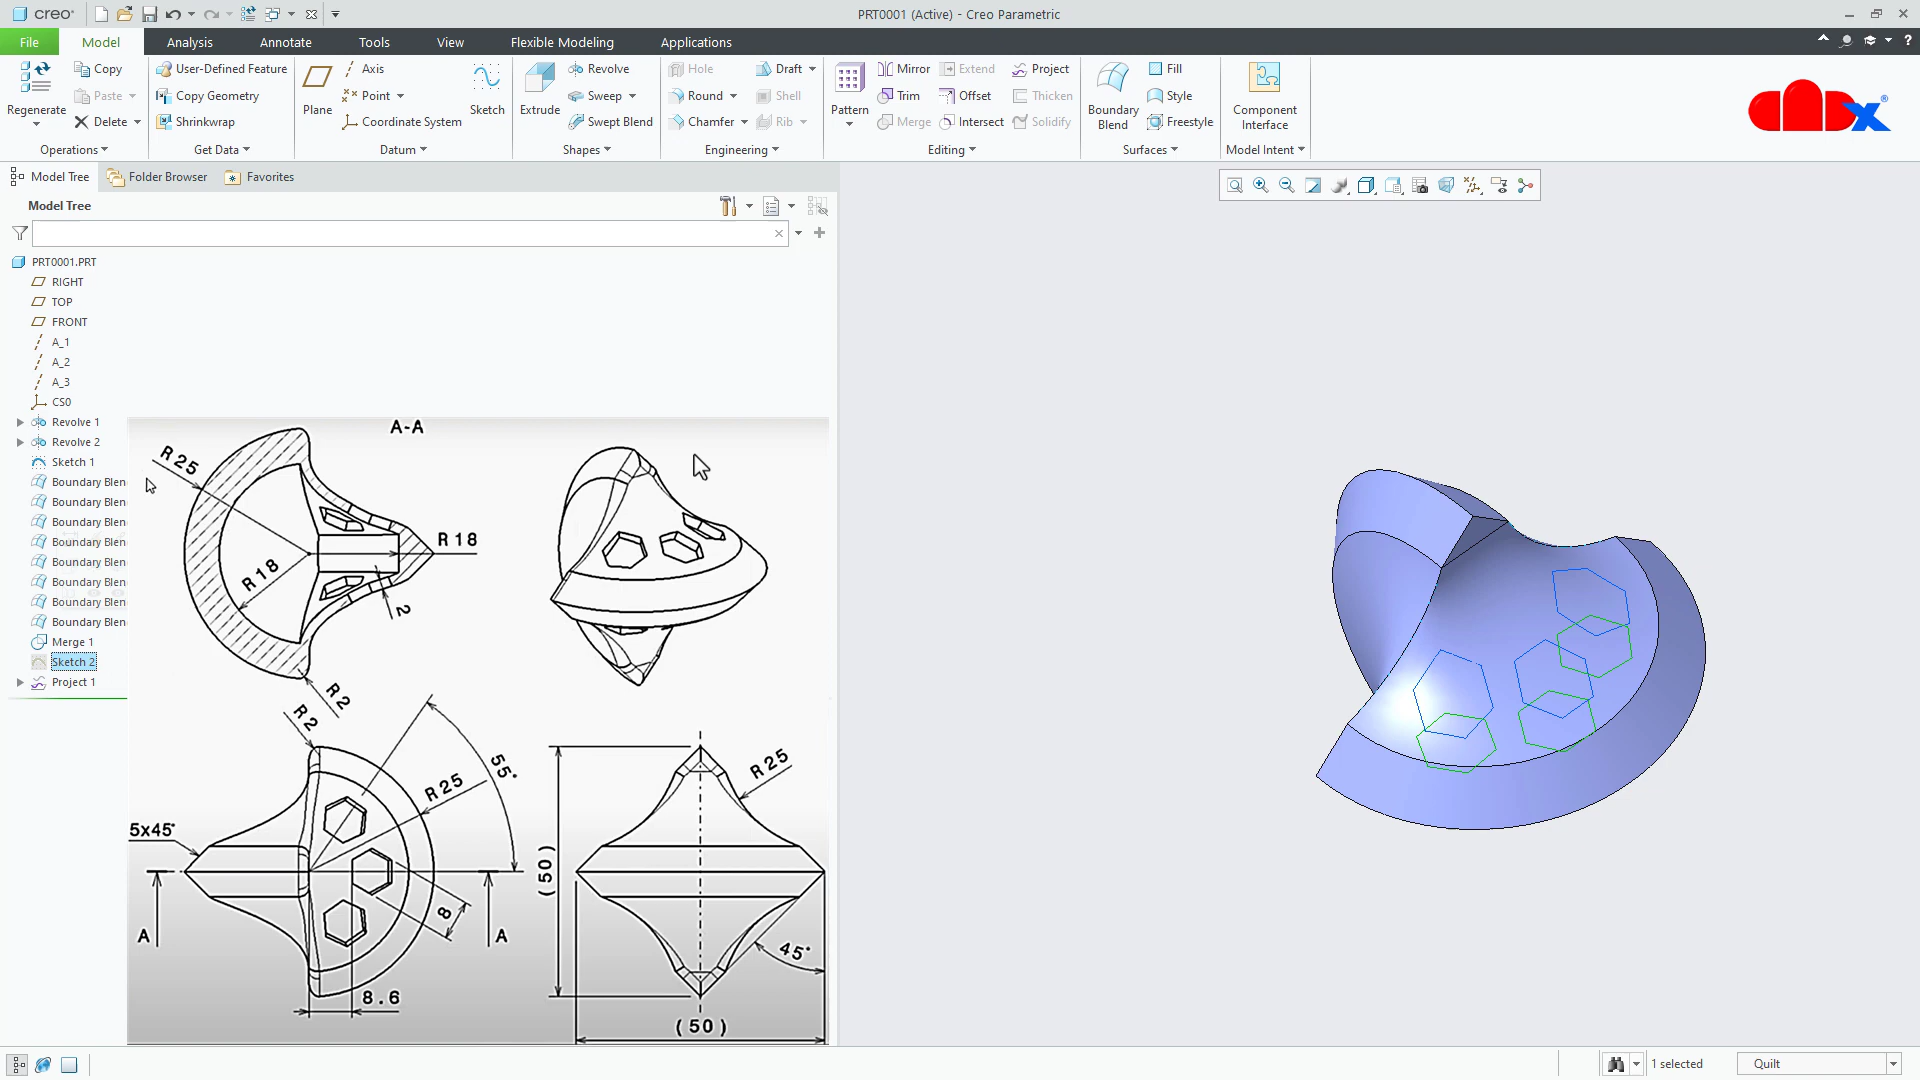 creo
PRT0001 (Active) - Creo Parametric
File
Model
Analysis
Annotate
Tools
View
Flexible Modeling
Applications
Regenerate
Copy
Paste
Delete
Operations
User-Defined Feature
Copy Geometry
Shrinkwrap
Get Data
Plane
Axis
Point
Coordinate System
Sketch
Datum
Extrude
Revolve
Sweep
Swept Blend
Shapes
Hole
Round
Chamfer
Draft
Shell
Rib
Engineering
Pattern
Mirror
Trim
Merge
Extend
Offset
Intersect
Project
Thicken
Solidify
Editing
Boundary
Blend
Fill
Style
Freestyle
Surfaces
Component
Interface
Model Intent
Model Tree
Folder Browser
Favorites
Model Tree
PRT0001.PRT
RIGHT
TOP
FRONT
A_1
A_2
A_3
CS0
Revolve 1
Revolve 2
Sketch 1
Boundary Blen
Boundary Blen
Boundary Blen
Boundary Blen
Boundary Blen
Boundary Blen
Boundary Blen
Boundary Blen
Merge 1
Sketch 2
Project 1
A-A
R25
R18
R18
2
R2
R2
55°
R25
R25
5x45°
(50)
8
A
A
45°
8.6
(50)
1 selected
Quilt